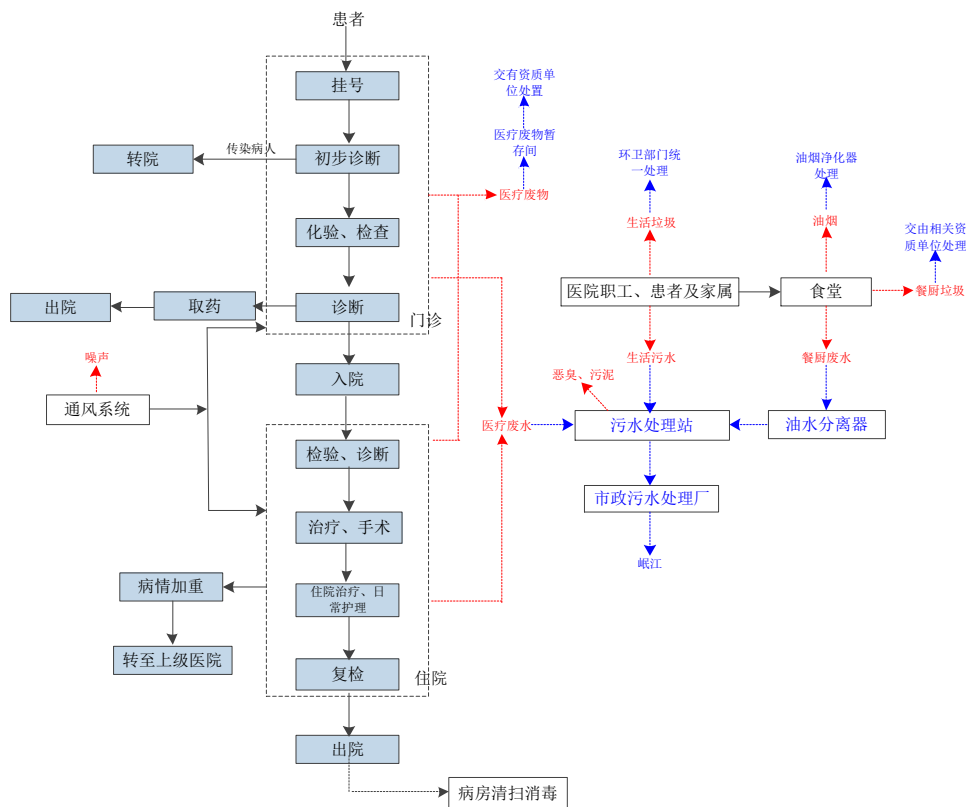 患者
挂号
传染病人
转院
初步诊断
化验、检查
出院
取药
诊断
门诊
入院
噪声
通风系统
检验、诊断
治疗、手术
病情加重
住院治疗、日
常护理
转至上级医院
复检
住院
出院
病房清扫消毒
交有资质单
位处置
医疗废物暂
存间
医疗废物
医疗废水
环卫部门统
一处理
生活垃圾
油烟净化器
处理
油烟
交由相关资
质单位处理
医院职工、患者及家属
食堂
餐厨垃圾
生活污水
餐厨废水
恶臭、污泥
污水处理站
油水分离器
市政污水处理厂
岷江